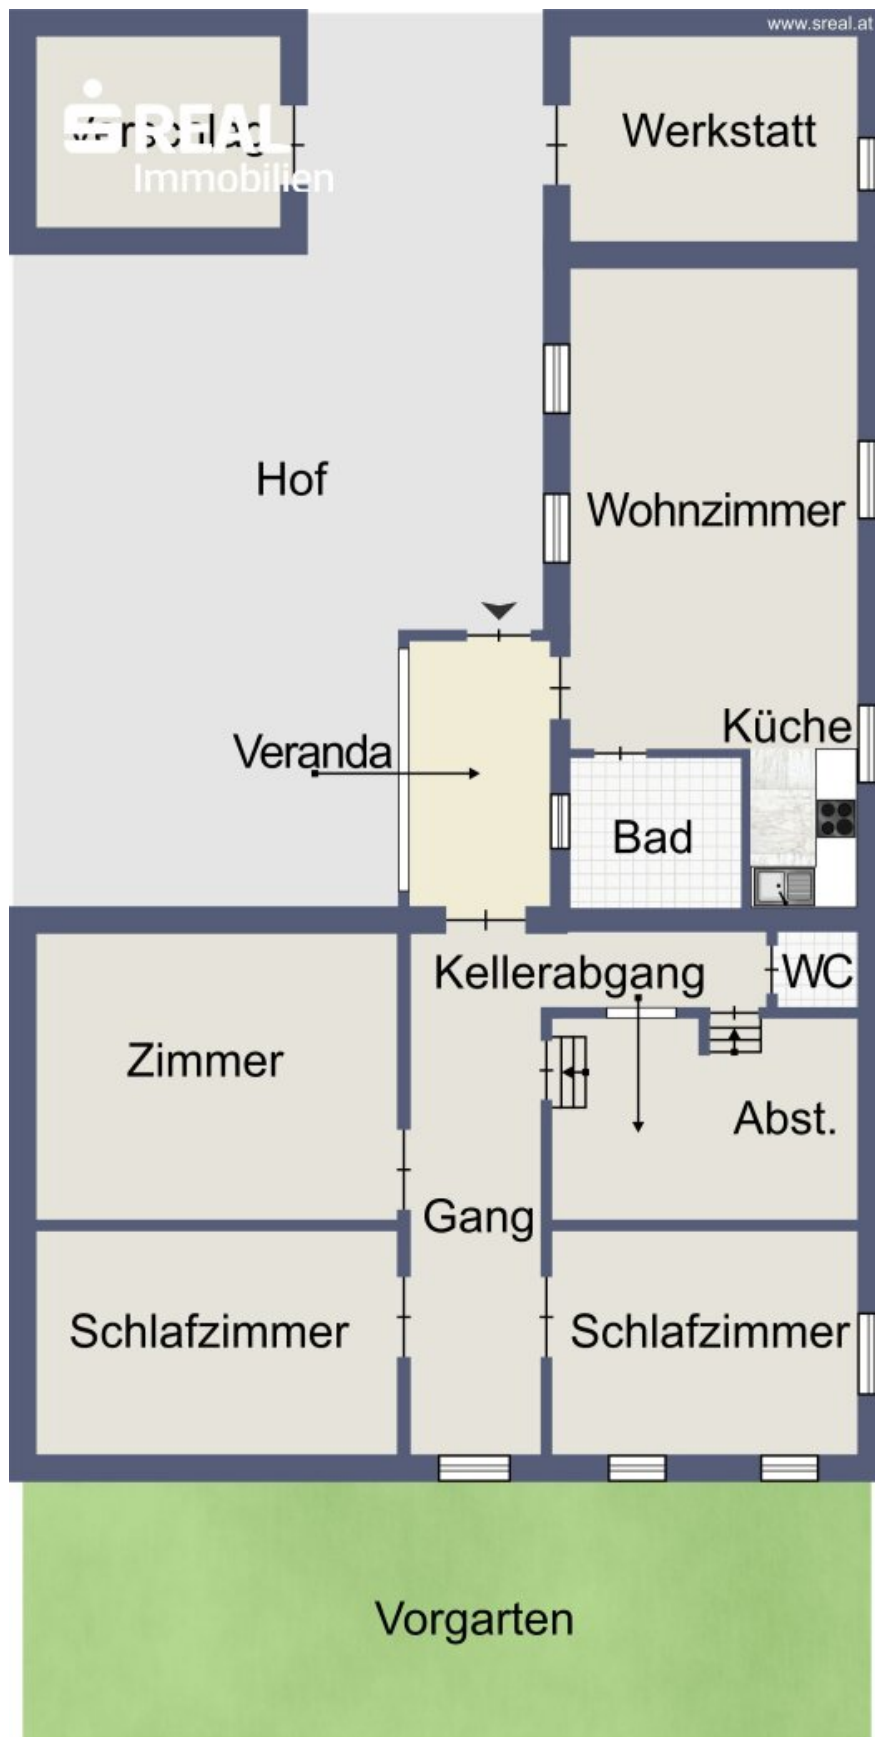 www.sreal.at
Verschlag
REAL
Immobilien
Werkstatt
Hof
Wohnzimmer
Küche
Veranda
Bad
Kellerabgang
WC
Zimmer
Abst.
Gang
Schlafzimmer
Schlafzimmer
Vorgarten